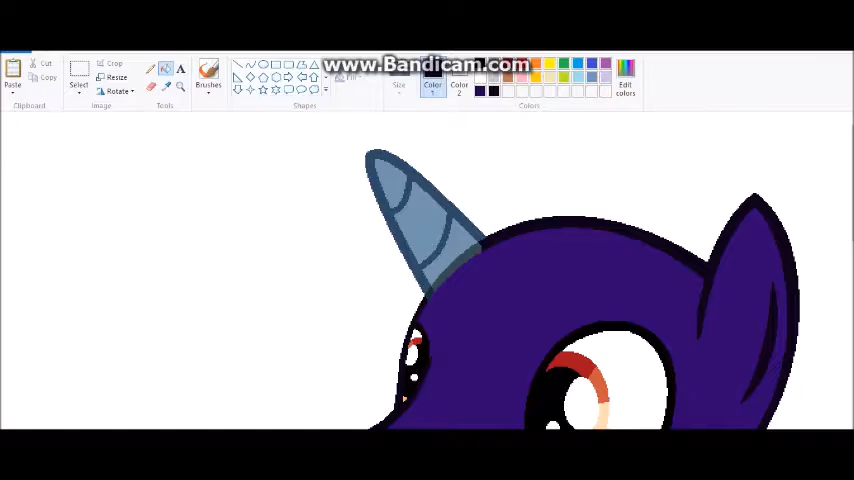 www.Bandicam.com
Paste
Cut
Copy
Clipboard
Select
Crop
Resize
Rotate
Image
A
Tools
Brushes
Shapes
Fill
Size
Color
1
Color
2
Edit
colors
Colors